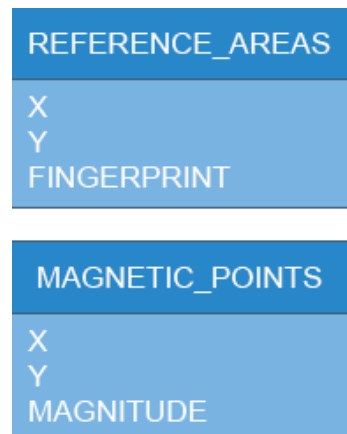 REFERENCE_AREAS
X
Y
FINGERPRINT
MAGNETIC_POINTS
X
Y
MAGNITUDE